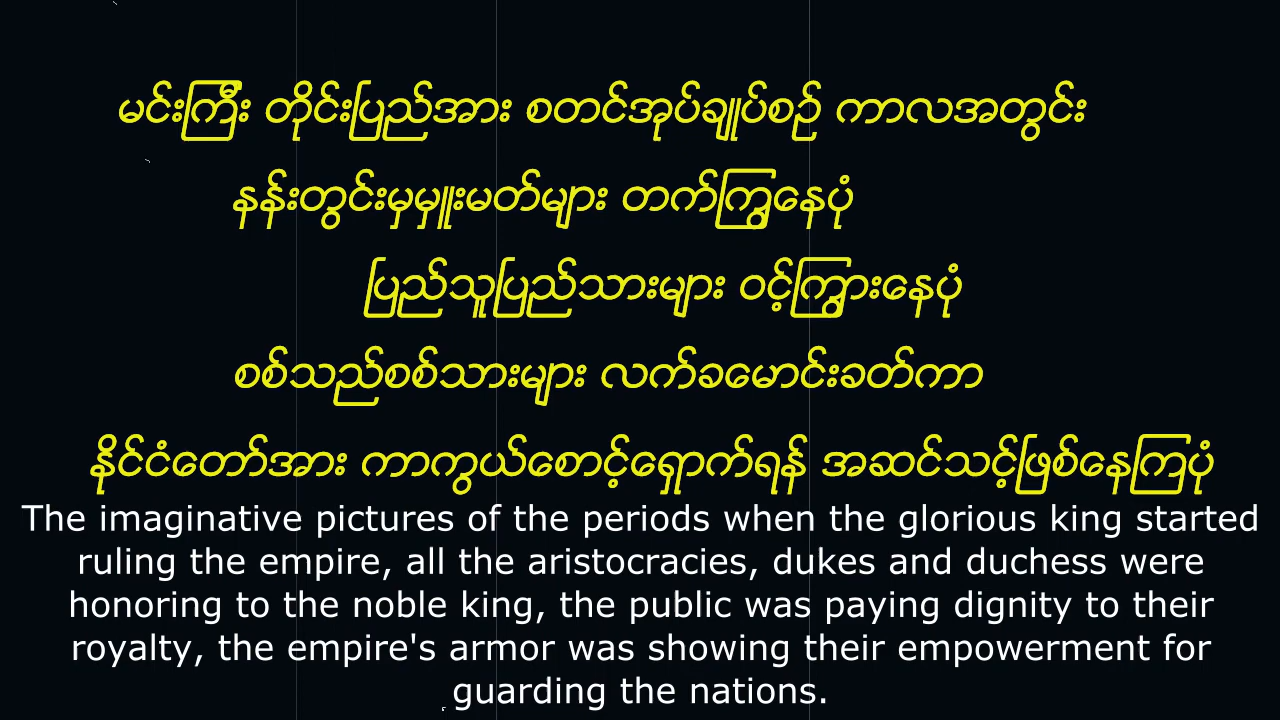 မင်းကြီး တိုင်းပြည်အား စတင်အုပ်ချုပ်စဉ် ကာလအတွင်း
နန်းတွင်းမှမှူးမတ်များ တက်ကြွနေပုံ
ပြည်သူပြည်သားများ ဝင့်ကြွားနေပုံ
စစ်သည်စစ်သားများ လက်ခမောင်းခတ်ကာ
နိုင်ငံတော်အား ကာကွယ်စောင့်ရှောက်ရန် အဆင်သင့်ဖြစ်နေကြပုံ
The imaginative pictures of the periods when the glorious king started
ruling the empire, all the aristocracies, dukes and duchess were
honoring to the noble king, the public was paying dignity to their
royalty, the empire's armor was showing their empowerment for
guarding the nations.